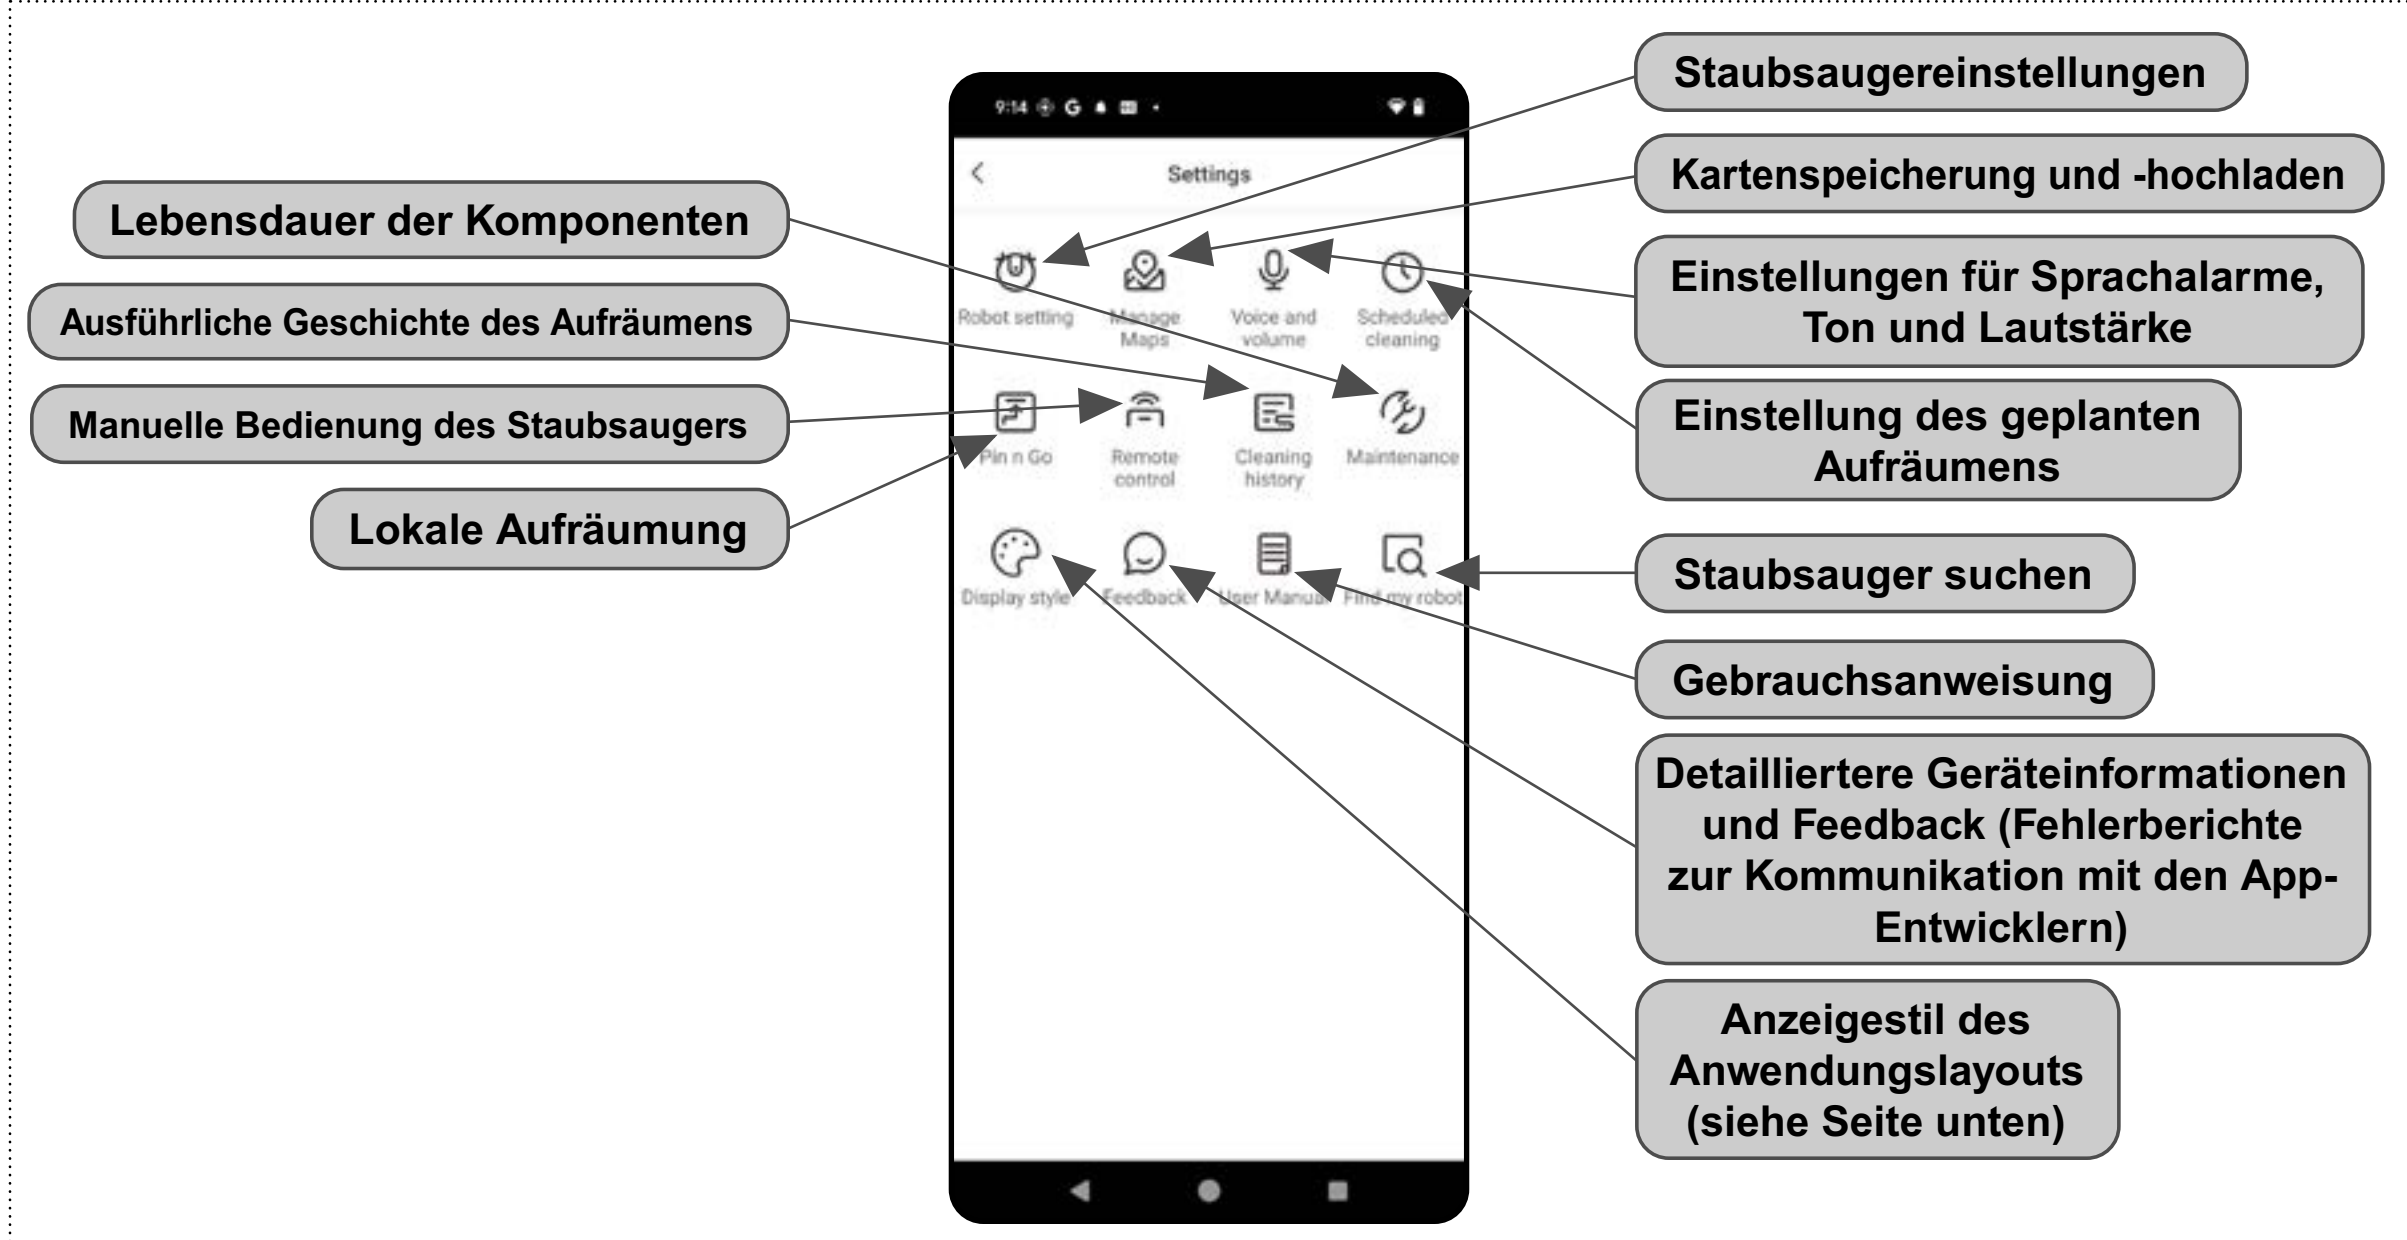 Staubsaugereinstellungen
Kartenspeicherung und -hochladen
Einstellungen für Sprachalarme,
Ton und Lautstärke
Einstellung des geplanten
Aufräumens
Staubsauger suchen
Gebrauchsanweisung
Detailliertere Geräteinformationen
und Feedback (Fehlerberichte
zur Kommunikation mit den App-
Entwicklern)
Anzeigestil des
Anwendungslayouts
(siehe Seite unten)
Lebensdauer der Komponenten
Ausführliche Geschichte des Aufräumens
Manuelle Bedienung des Staubsaugers
Lokale Aufräumung
9:14 G
Settings
Robot setting
Manage
Maps
Voice and
volume
Scheduled
cleaning
Pin n Go
Remote
control
Cleaning
history
Maintenance
Display style
Feedback
User Manual
Find my robot